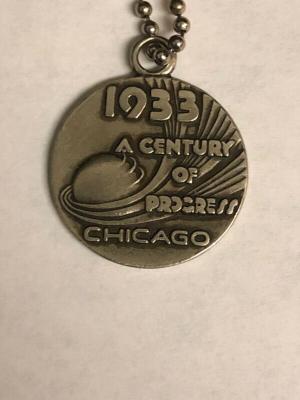 1933
A CENTURY
OF
PROGRESS
CHICAGO